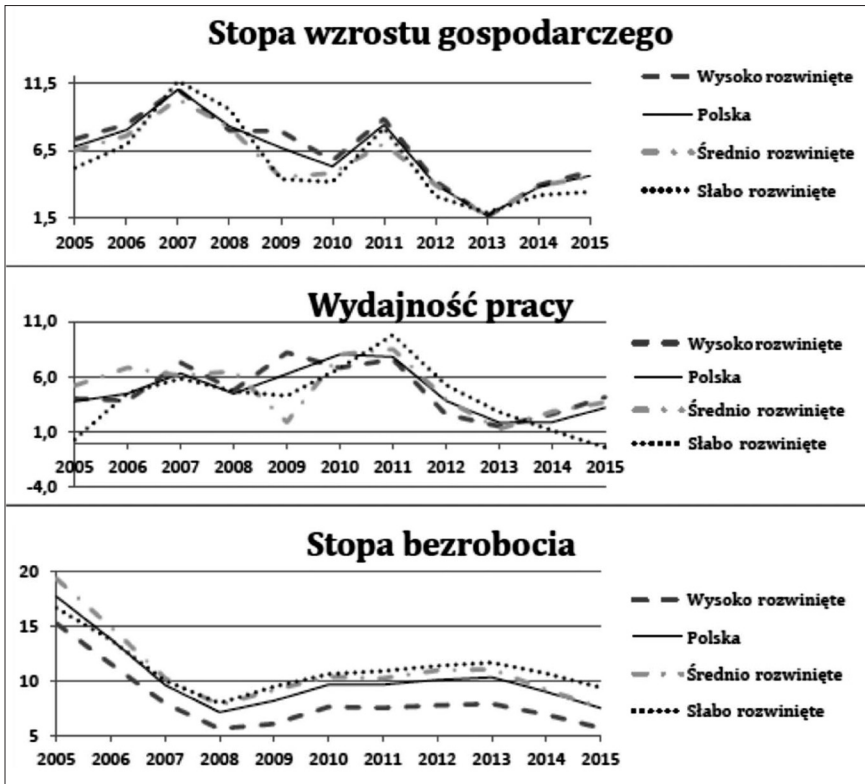 Stopa wzrostu gospodarczego
11,5
6,5
1,5
2005 2006 2007 2008 2009 2010 2011 2012 2013 2014 2015
Wysoko rozwinięte
Polska
Średnio rozwinięte
Słabo rozwinięte
Wydajność pracy
11,0
6,0
1,0
-4,0
2005 2006 2007 2008 2009 2010 2011 2012 2013 2014 2015
Wysoko rozwinięte
Polska
Średnio rozwinięte
Słabo rozwinięte
Stopa bezrobocia
20
15
10
5
2005 2006 2007 2008 2009 2010 2011 2012 2013 2014 2015
Wysoko rozwinięte
Polska
Średnio rozwinięte
Słabo rozwinięte